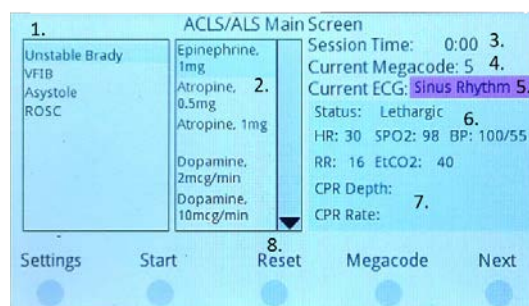 ACLS/ALS Main Screen
1.
Unstable Brady
VFIB
Asystole
ROSC
Epinephrine,
1mg
Atropine,
0.5mg
2.
Atropine, 1mg
Dopamine,
2mcg/min
Dopamine,
10mcg/min
Session Time: 0:00 3.
Current Megacode: 5 4.
Current ECG: Sinus Rhythm 5.
Status: Lethargic 6.
HR: 30 SPO2: 98 BP: 100/55
RR: 16 EtCO2: 40
CPR Depth:
7.
CPR Rate:
8.
Settings Start Reset Megacode Next